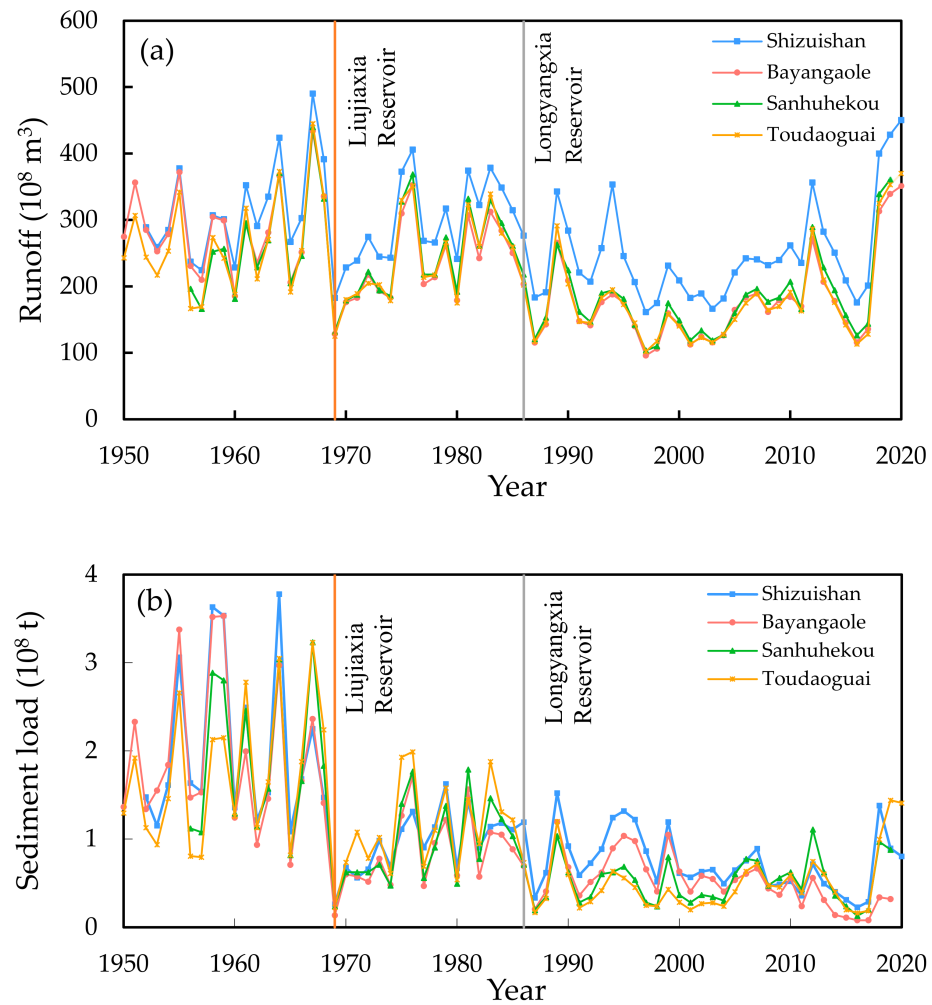 600
500
400
300
200
100
0
Runoff (10⁸ m³)
(a)
Liujiaxia
Reservoir
Longyangxia
Reservoir
Shizuishan
Bayangaole
Sanhuhekou
Toudaoguai
1950 1960 1970 1980 1990 2000 2010 2020
Year
4
3
2
1
0
Sediment load (10⁸ t)
(b)
Liujiaxia
Reservoir
Longyangxia
Reservoir
Shizuishan
Bayangaole
Sanhuhekou
Toudaoguai
1950 1960 1970 1980 1990 2000 2010 2020
Year